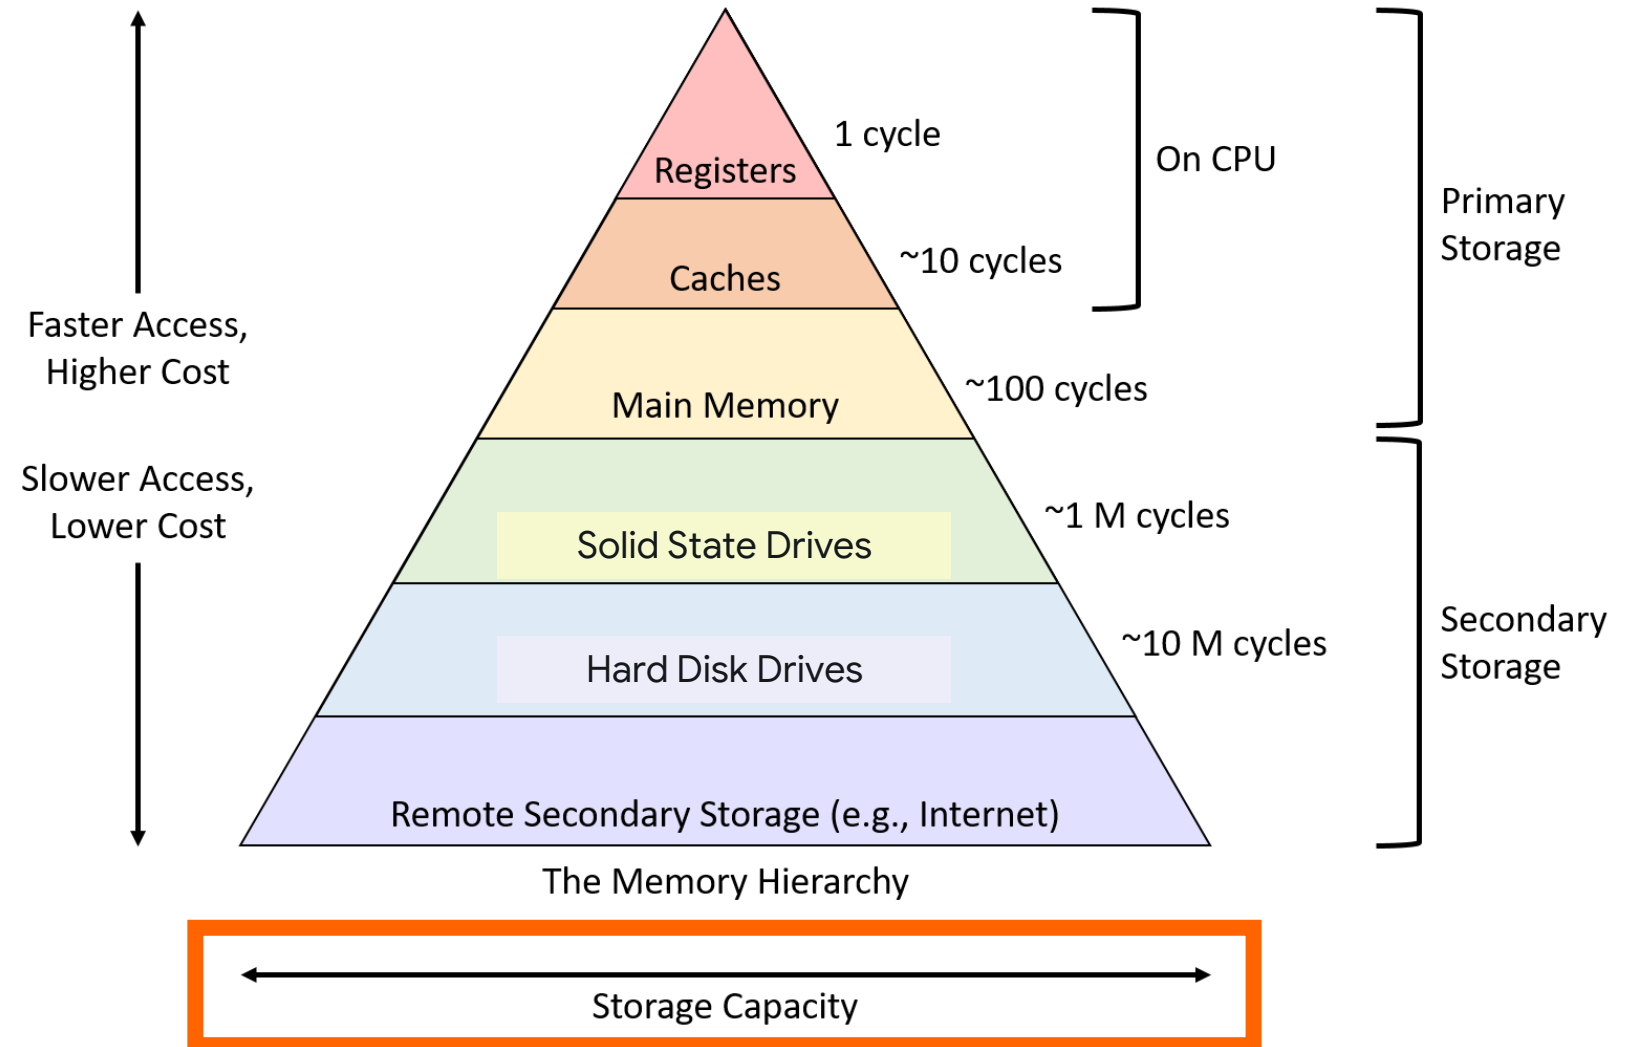 Registers
1 cycle
On CPU
Primary
Storage
Caches
~10 cycles
Faster Access,
Higher Cost
Main Memory
~100 cycles
Slower Access,
Lower Cost
Solid State Drives
~1 M cycles
Hard Disk Drives
~10 M cycles
Secondary
Storage
Remote Secondary Storage (e.g., Internet)
The Memory Hierarchy
Storage Capacity